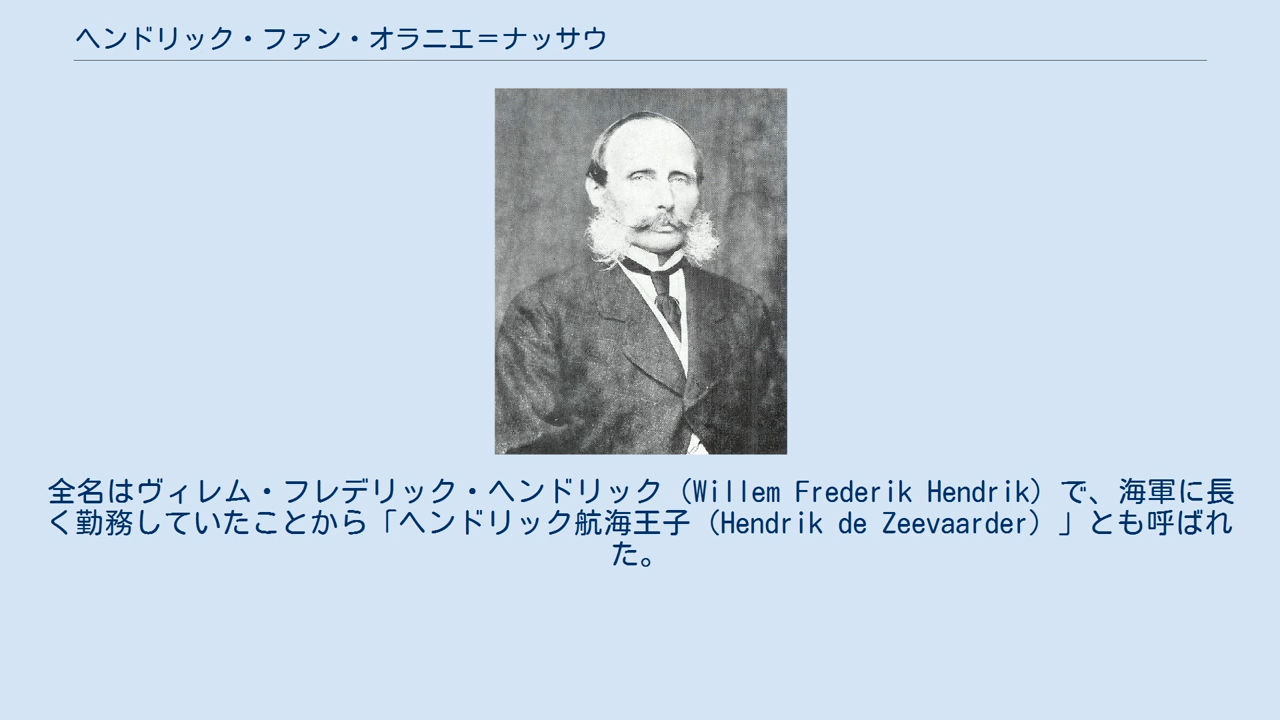 ヘンドリック・ファン・オラニエ＝ナッサウ
全名はヴィレム・フレデリック・ヘンドリック（Willem Frederik Hendrik）で、海軍に長
く勤務していたことから「ヘンドリック航海王子（Hendrik de Zeevaarder）」とも呼ばれ
た。